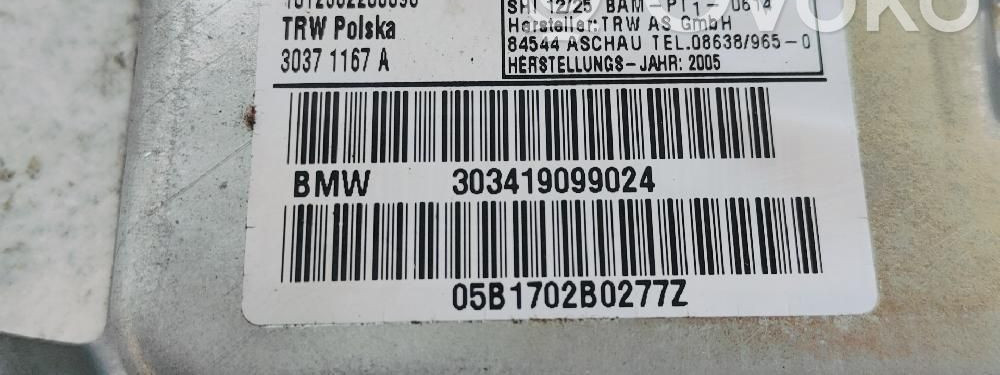 TRW Polska
3037 1167 A
SHI 12/25 BAM - PT1 - 0614
Hersteller: TRW AS GmbH
84544 ASCHAU TEL.08638/965-0
HERSTELLUNGS-JAHR: 2005
BMW 303419099024
05B1702B0277Z